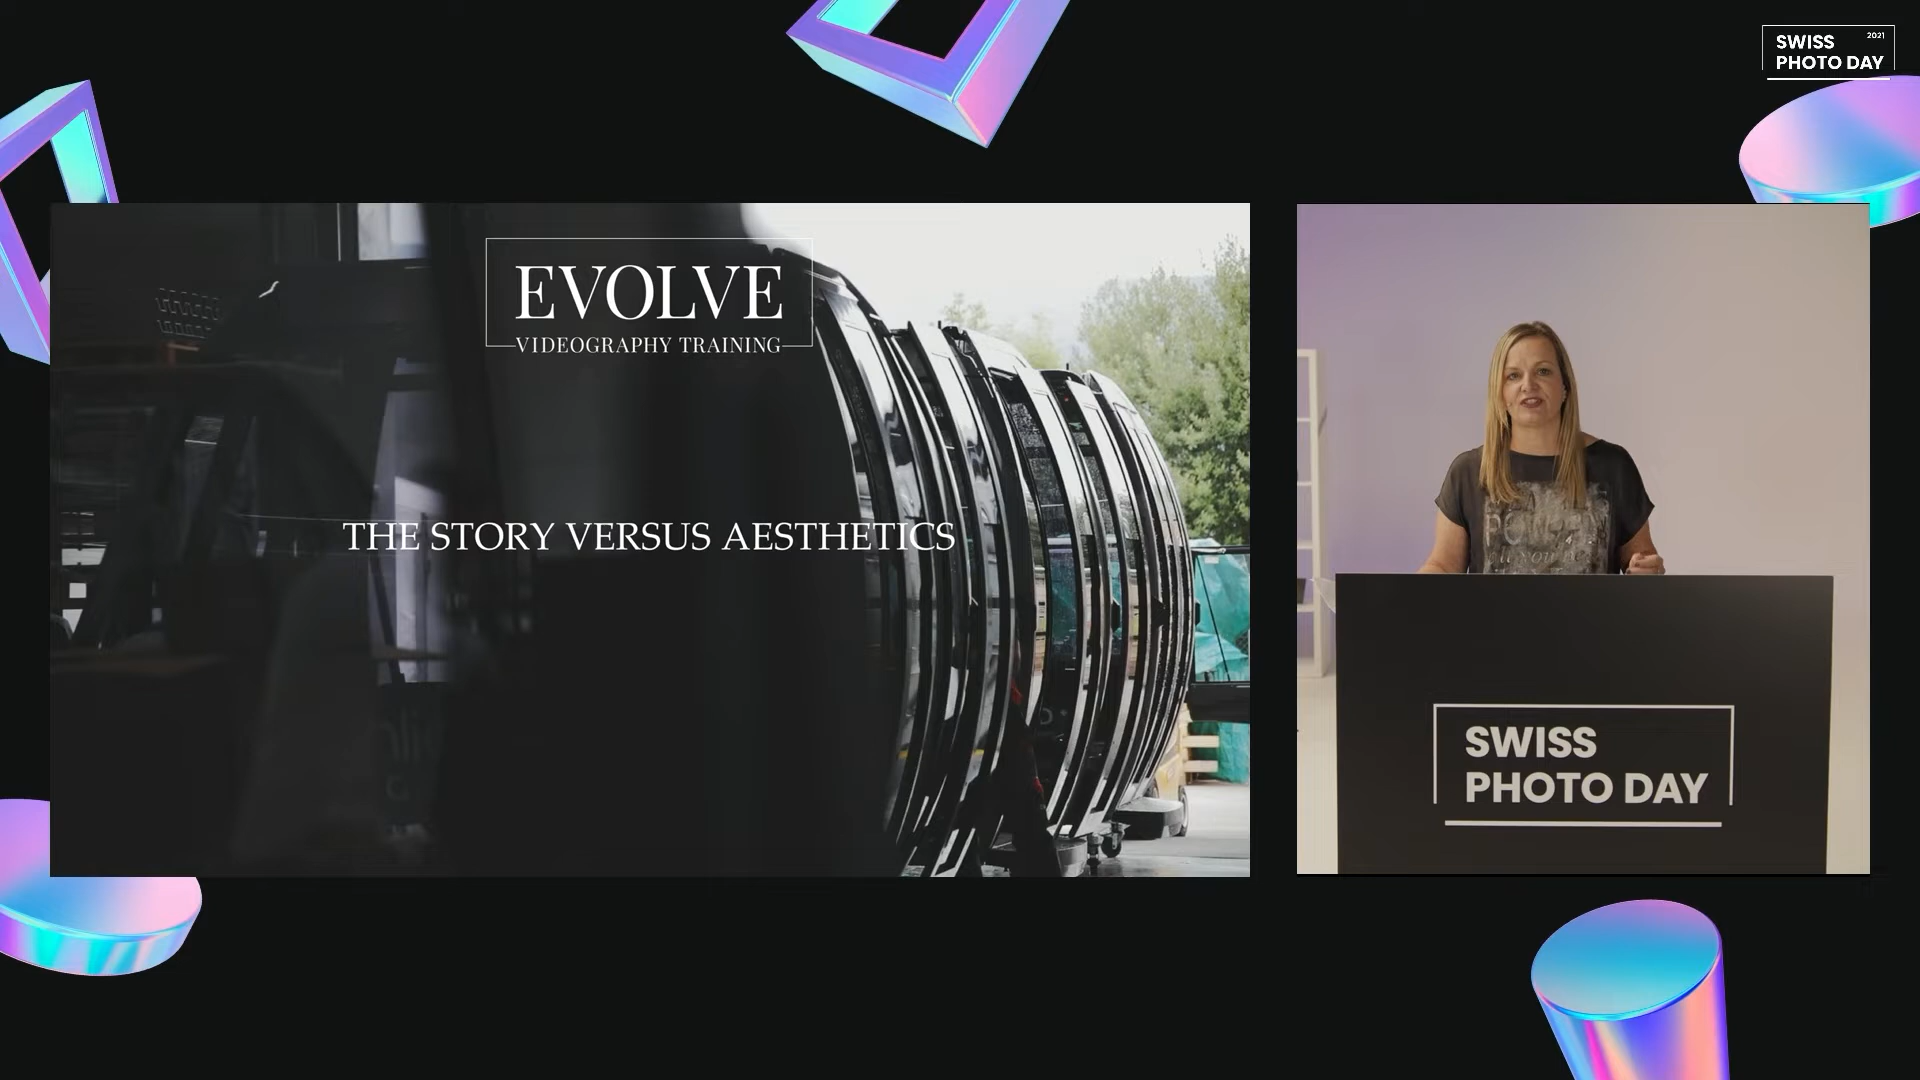 SWISS 2021
PHOTO DAY
EVOLVE
VIDEOGRAPHY TRAINING
THE STORY VERSUS AESTHETICS
SWISS
PHOTO DAY